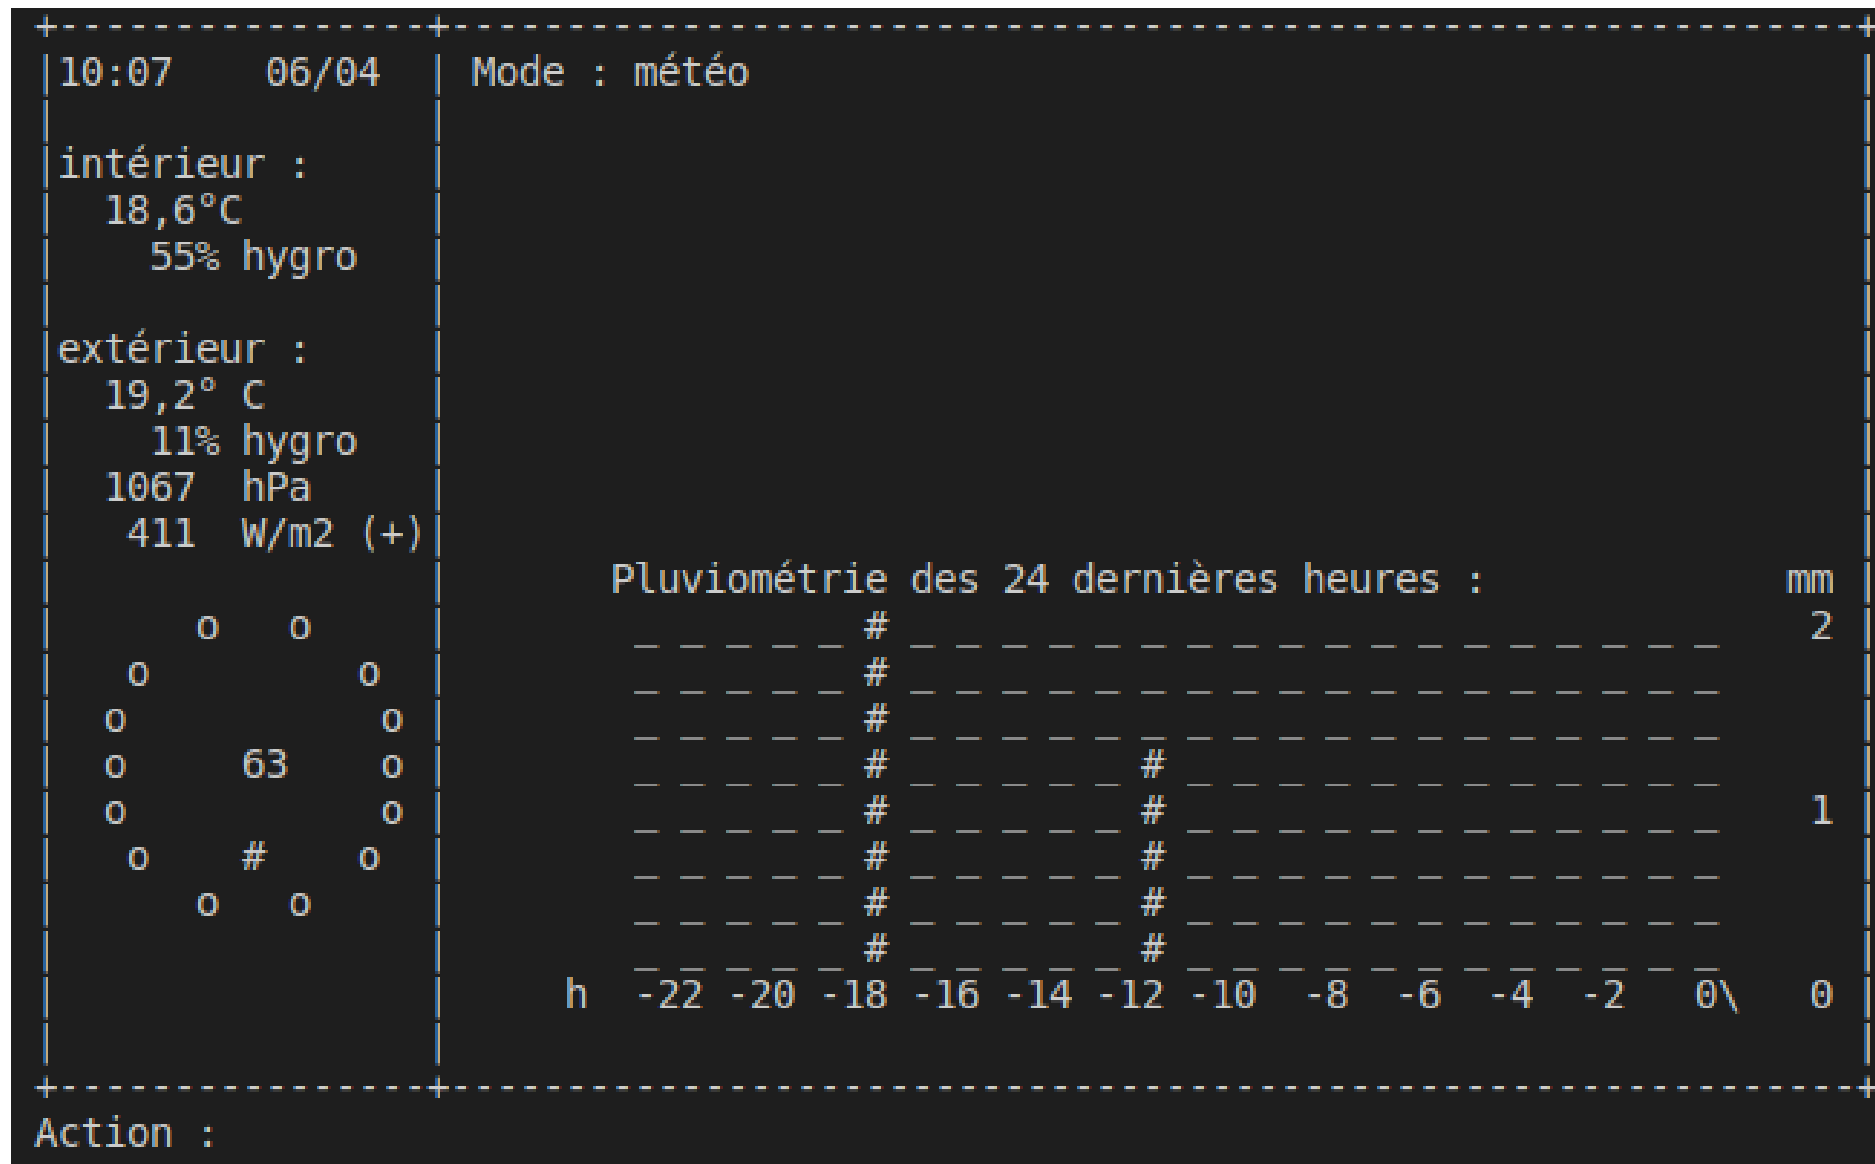 +----------------+-------------------------------------------------------------+
|10:07    06/04  | Mode : météo                                                |
|                |                                                             |
|intérieur :     |                                                             |
|  18,6°C        |                                                             |
|    55% hygro   |                                                             |
|                |                                                             |
|extérieur :     |                                                             |
|  19,2° C       |                                                             |
|    11% hygro   |                                                             |
|  1067  hPa     |                                                             |
|   411  W/m2 (+)|                                                             |
|                |       Pluviométrie des 24 dernières heures :             mm |
|      o   o     |        _ _ _ _ _ # _ _ _ _ _ _ _ _ _ _ _ _ _ _ _ _ _ _    2 |
|   o         o  |        _ _ _ _ _ # _ _ _ _ _ _ _ _ _ _ _ _ _ _ _ _ _ _      |
|  o           o |        _ _ _ _ _ # _ _ _ _ _ _ _ _ _ _ _ _ _ _ _ _ _ _      |
|  o     63    o |        _ _ _ _ _ # _ _ _ _ _ # _ _ _ _ _ _ _ _ _ _ _ _      |
|  o           o |        _ _ _ _ _ # _ _ _ _ _ # _ _ _ _ _ _ _ _ _ _ _ _    1 |
|   o    #    o  |        _ _ _ _ _ # _ _ _ _ _ # _ _ _ _ _ _ _ _ _ _ _ _      |
|      o   o     |        _ _ _ _ _ # _ _ _ _ _ # _ _ _ _ _ _ _ _ _ _ _ _      |
|                |        _ _ _ _ _ # _ _ _ _ _ # _ _ _ _ _ _ _ _ _ _ _ _      |
|                |     h  -22 -20 -18 -16 -14 -12 -10  -8  -6  -4  -2   0\   0 |
|                |                                                             |
+----------------+-------------------------------------------------------------+
Action :